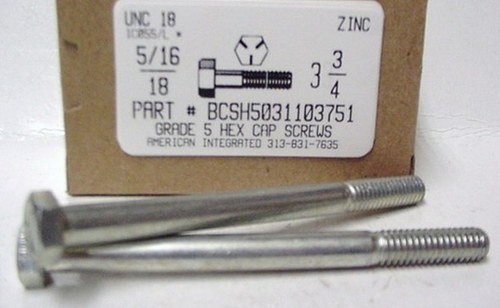 UNC 18
ZINC
5/16
18
3 3/4
PART # BCSH5031103751
GRADE 5 HEX CAP SCREWS
AMERICAN INTEGRATED 313-831-7635